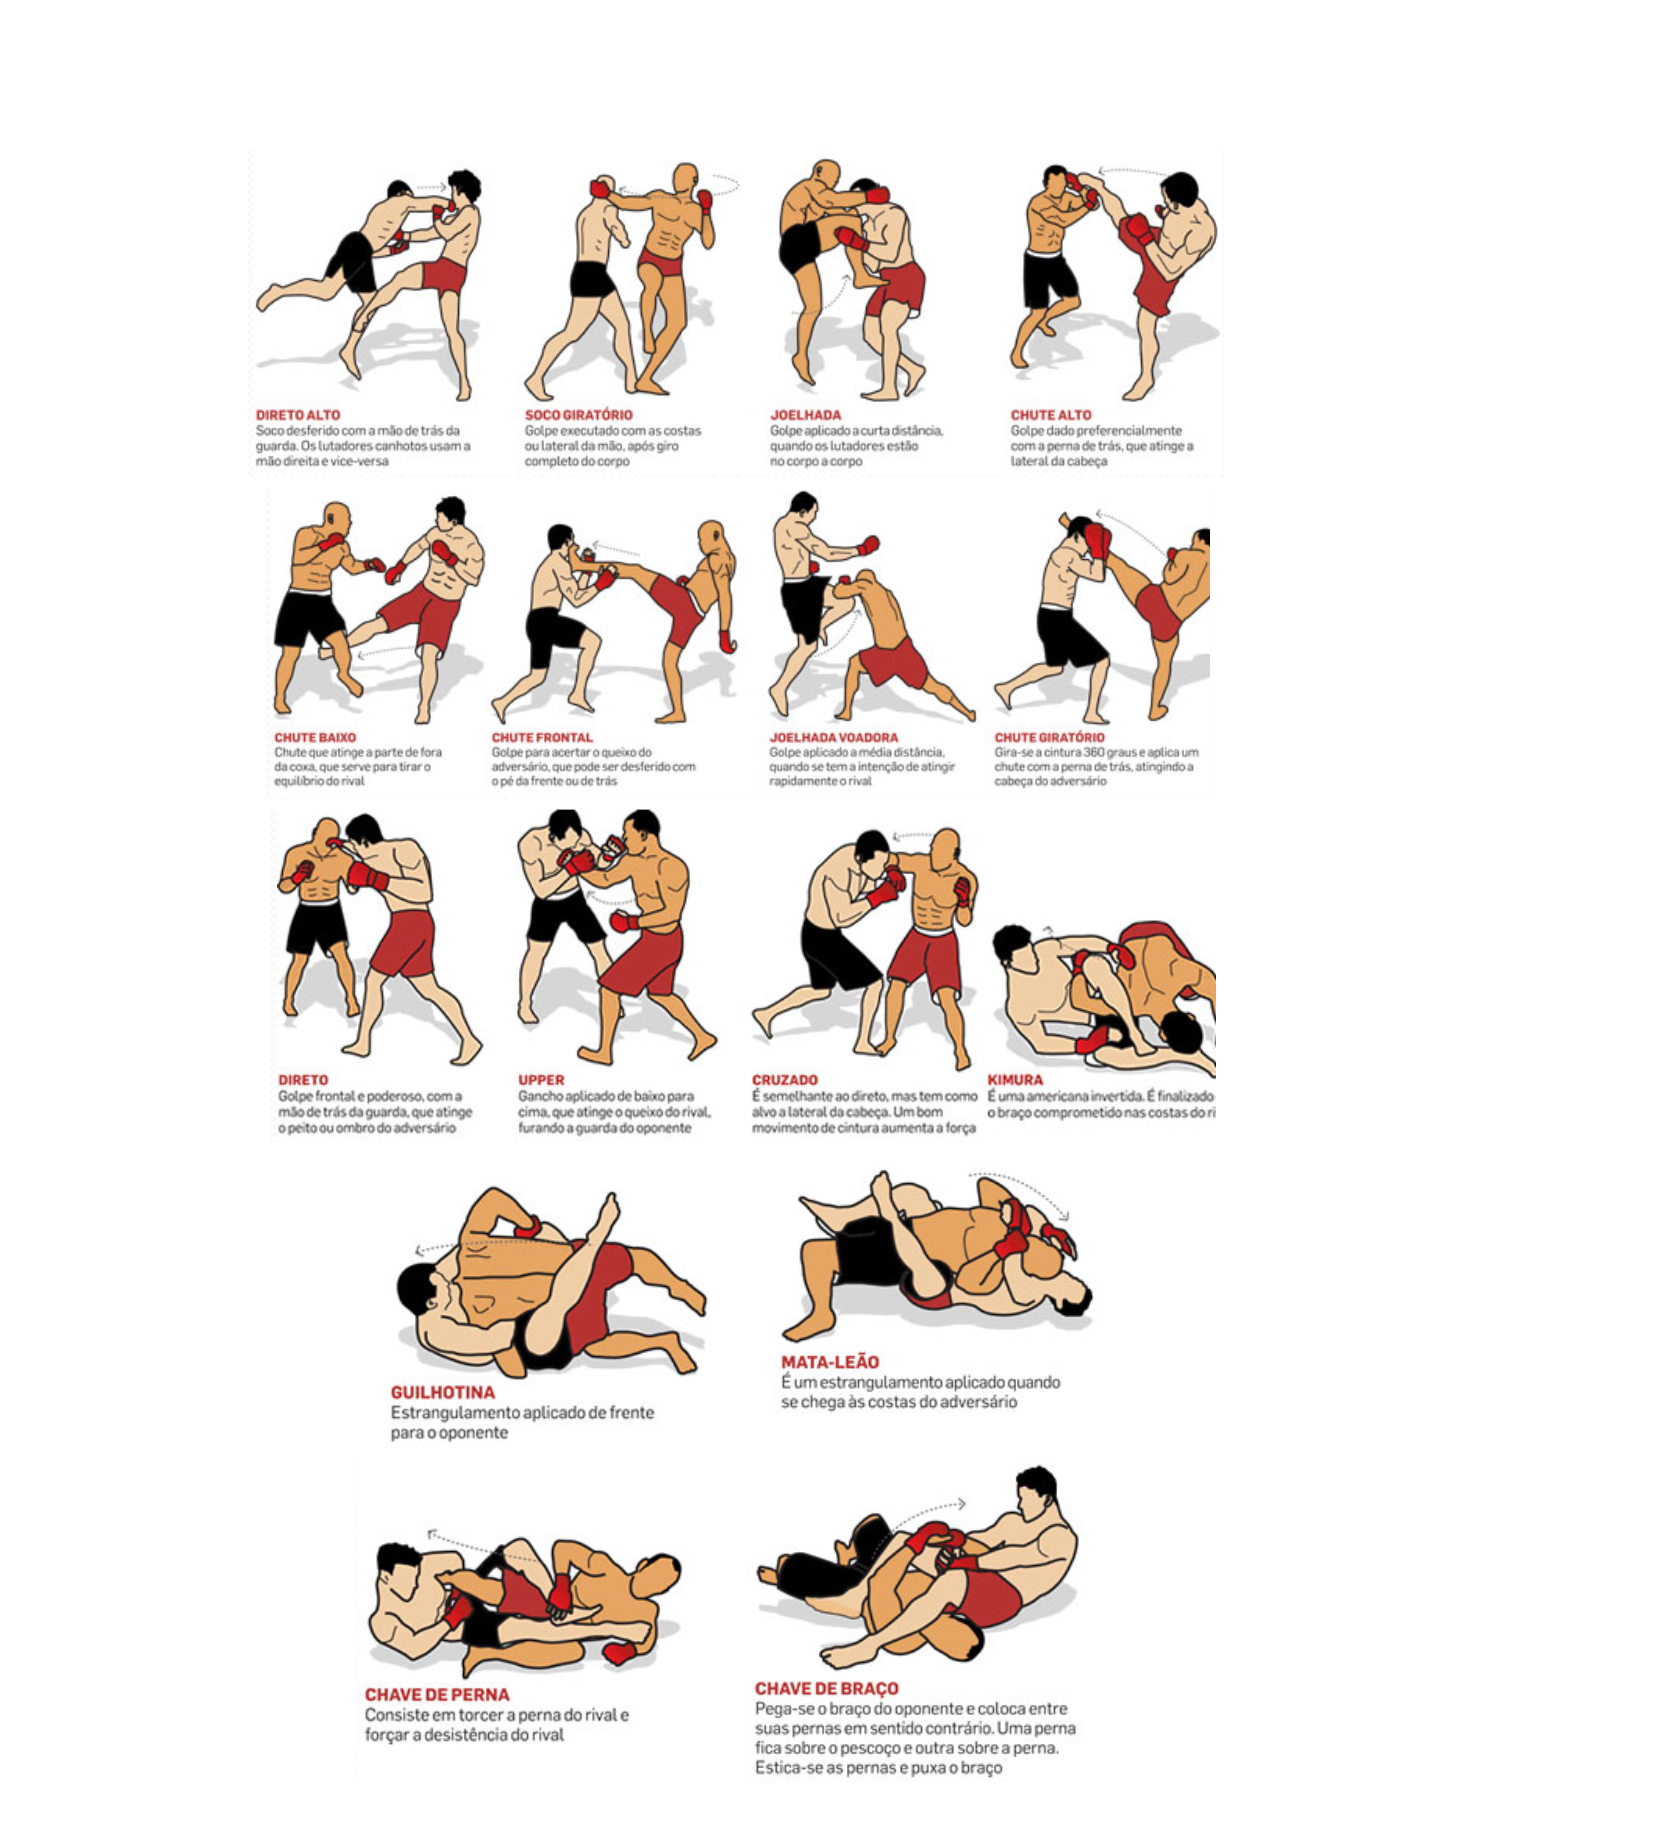 DIRETO ALTO
Soco desferido com a mão de trás da
guarda. Os lutadores canhotos usam a
mão direita e vice-versa
SOCO GIRATÓRIO
Golpe executado com as costas
ou lateral da mão, após giro
completo do corpo
JOELHADA
Golpe aplicado a curta distância,
quando os lutadores estão
no corpo a corpo
CHUTE ALTO
Golpe dado preferencialmente
com a perna de trás, que atinge a
lateral da cabeça
CHUTE BAIXO
Chute que atinge a parte de fora
da coxa, que serve para tirar o
equilíbrio do rival
CHUTE FRONTAL
Golpe para acertar o queixo do
adversário, que pode ser desferido com
o pé da frente ou de trás
JOELHADA VOADORA
Golpe aplicado a média distância,
quando se tem a intenção de atingir
rapidamente o rival
CHUTE GIRATÓRIO
Gira-se a cintura 360 graus e aplica um
chute com a perna de trás, atingindo a
cabeça do adversário
DIRETO
Golpe frontal e poderoso, com a
mão de trás da guarda, que atinge
o peito ou ombro do adversário
UPPER
Gancho aplicado de baixo para
cima, que atinge o queixo do rival,
furando a guarda do oponente
CRUZADO
É semelhante ao direto, mas tem como
alvo a lateral da cabeça. Um bom
movimento de cintura aumenta a força
KIMURA
É uma americana invertida. É finalizado
o braço comprometido nas costas do ri
GUILHOTINA
Estrangulamento aplicado de frente
para o oponente
MATA-LEÃO
É um estrangulamento aplicado quando
se chega às costas do adversário
CHAVE DE PERNA
Consiste em torcer a perna do rival e
forçar a desistência do rival
CHAVE DE BRAÇO
Pega-se o braço do oponente e coloca entre
suas pernas em sentido contrário. Uma perna
fica sobre o pescoço e outra sobre a perna.
Estica-se as pernas e puxa o braço